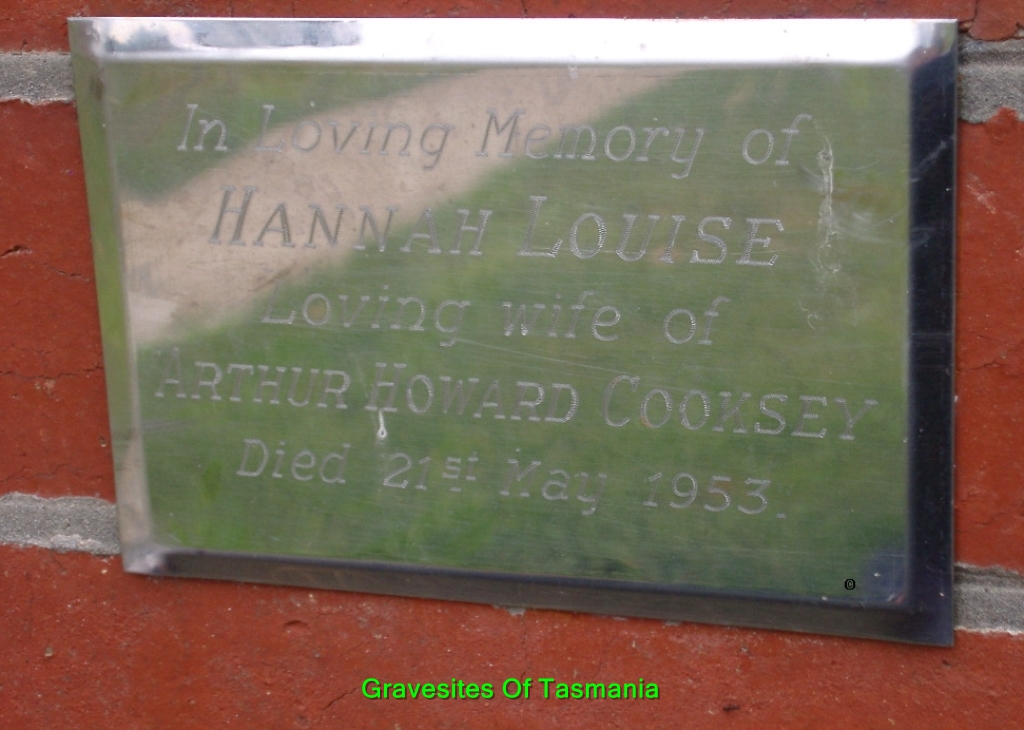 In Loving Memory of
HANNAH LOUISE
Loving wife of
ARTHUR HOWARD COOKSEY
Died 21st May 1953.
©
Gravesites Of Tasmania